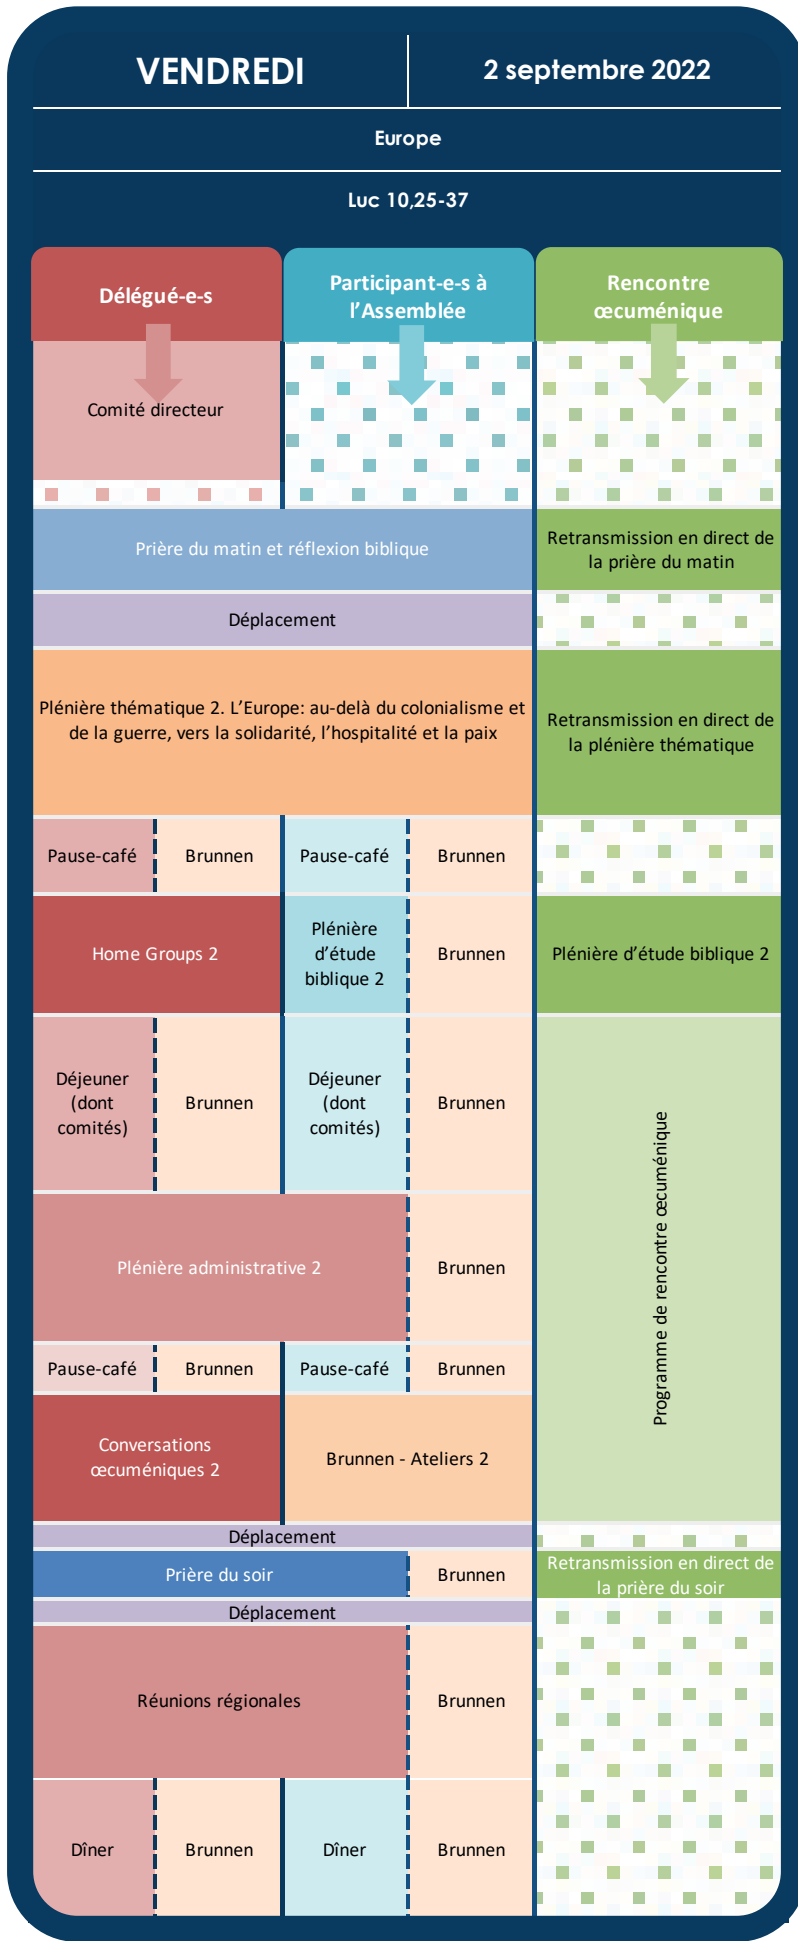 VENDREDI
2 septembre 2022
Europe
Luc 10,25-37
Délégué-e-s
Participant-e-s à
l’Assemblée
Rencontre
œcuménique
Comité directeur
Prière du matin et réflexion biblique
Retransmission en direct de
la prière du matin
Déplacement
Plénière thématique 2. L’Europe: au-delà du colonialisme et
de la guerre, vers la solidarité, l’hospitalité et la paix
Retransmission en direct de
la plénière thématique
Pause-café
Brunnen
Pause-café
Brunnen
Home Groups 2
Plénière
d’étude
biblique 2
Brunnen
Plénière d’étude biblique 2
Déjeuner
(dont
comités)
Brunnen
Déjeuner
(dont
comités)
Brunnen
Programme de rencontre œcuménique
Plénière administrative 2
Brunnen
Pause-café
Brunnen
Pause-café
Brunnen
Conversations
œcuméniques 2
Brunnen - Ateliers 2
Déplacement
Prière du soir
Brunnen
Retransmission en direct de
la prière du soir
Déplacement
Réunions régionales
Brunnen
Dîner
Brunnen
Dîner
Brunnen